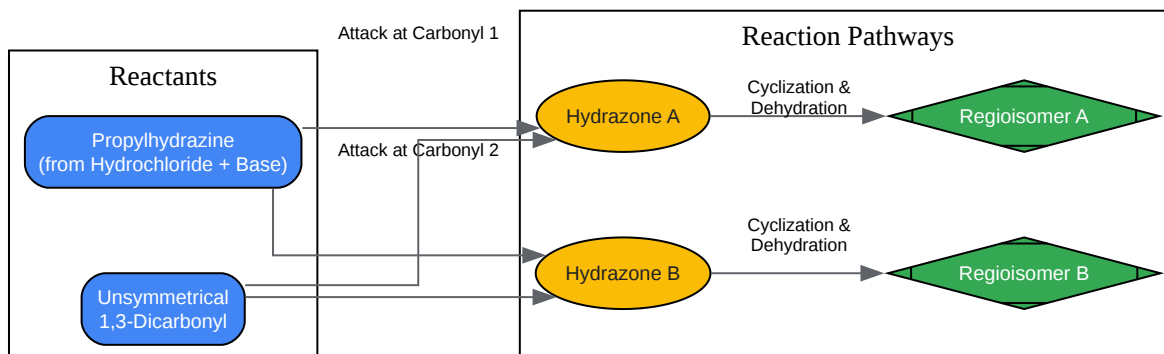 Attack at Carbonyl 1
Reaction Pathways
Reactants
Cyclization &
Dehydration
Hydrazone A
Regioisomer A
Propylhydrazine
(from Hydrochloride + Base)
Attack at Carbonyl 2
Cyclization &
Dehydration
Hydrazone B
Regioisomer B
Unsymmetrical
1,3-Dicarbonyl